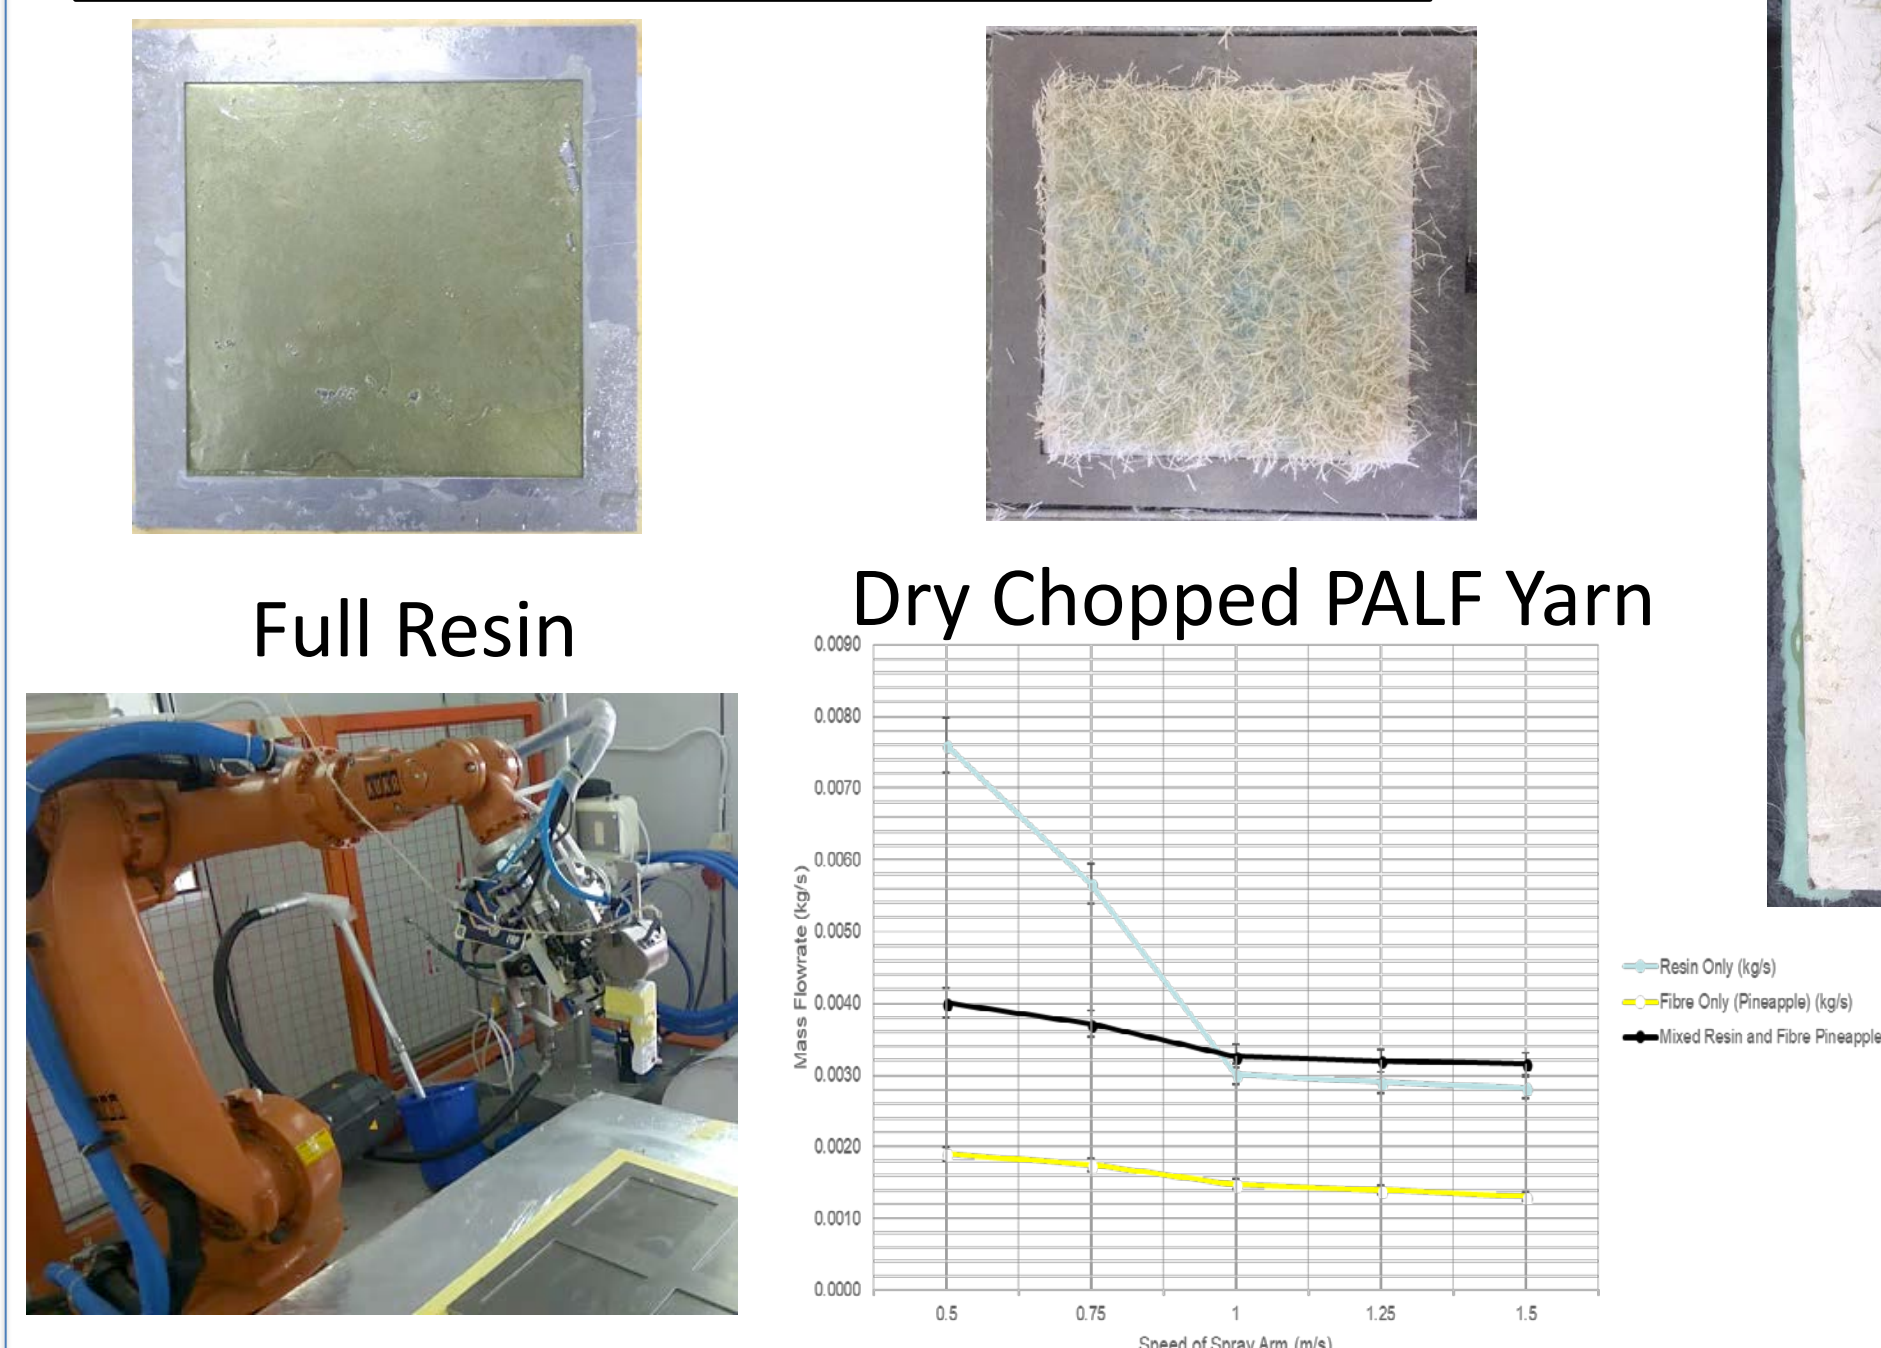 Full Resin
Dry Chopped PALF Yarn
KUKA
0.0090
0.0080
0.0070
0.0060
0.0050
0.0040
0.0030
0.0020
0.0010
0.0000
Mass Flowrate (kg/s)
0.5 0.75 1 1.25 1.5
Speed of Spray Arm (m/s)
Resin Only (kg/s)
Fibre Only (Pineapple) (kg/s)
Mixed Resin and Fibre Pineapple